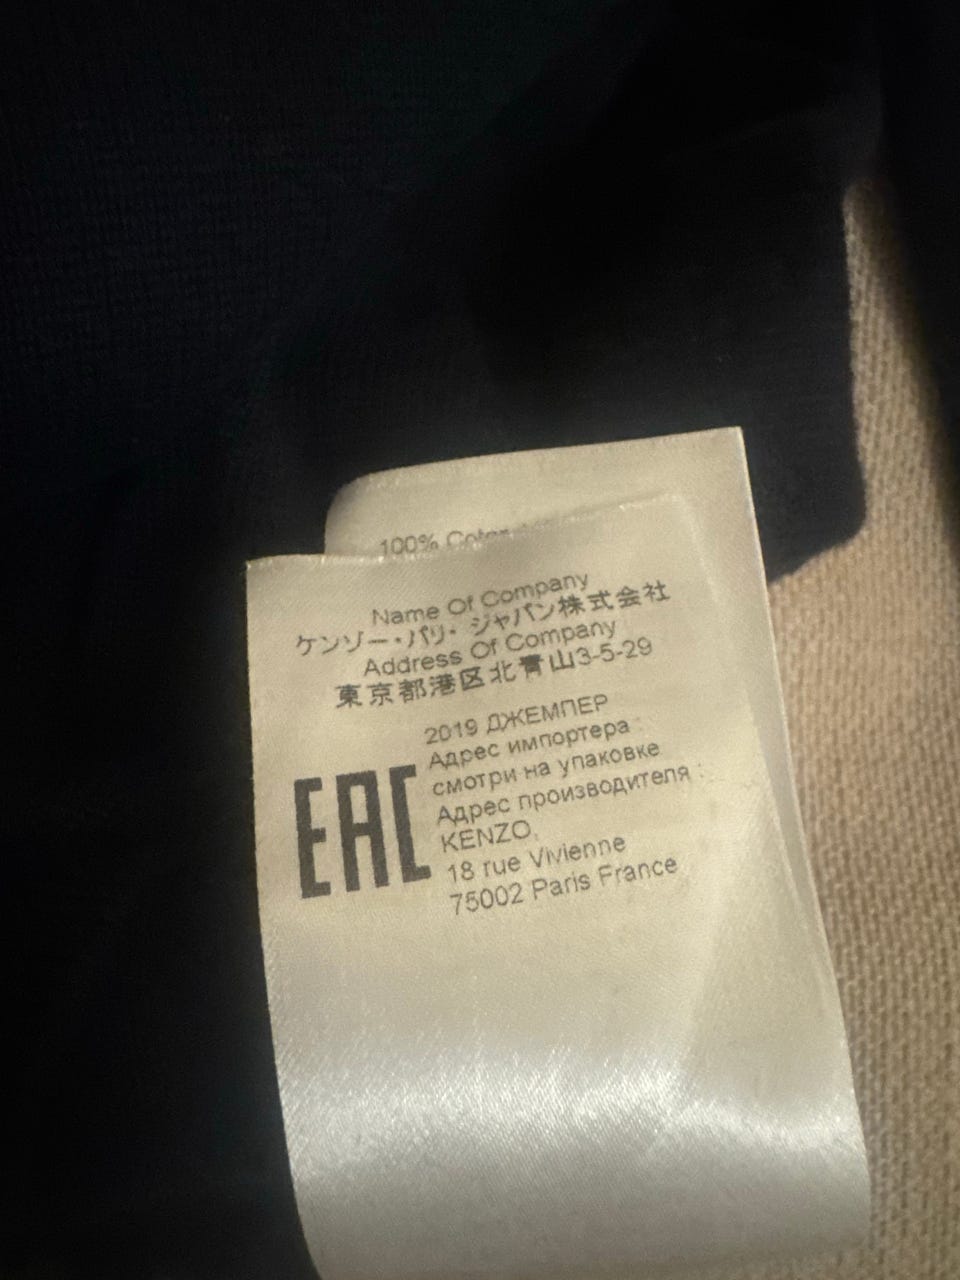 100%
Name Of Company
ケンゾー・パリ・ジャパン株式会社
Address Of Company
東京都港区北青山3-5-29
2019 ДЖЕМПЕР
Адрес импортера :
смотри на упаковке
Адрес производителя :
KENZO,
18 rue Vivienne
75002 Paris France
EAC